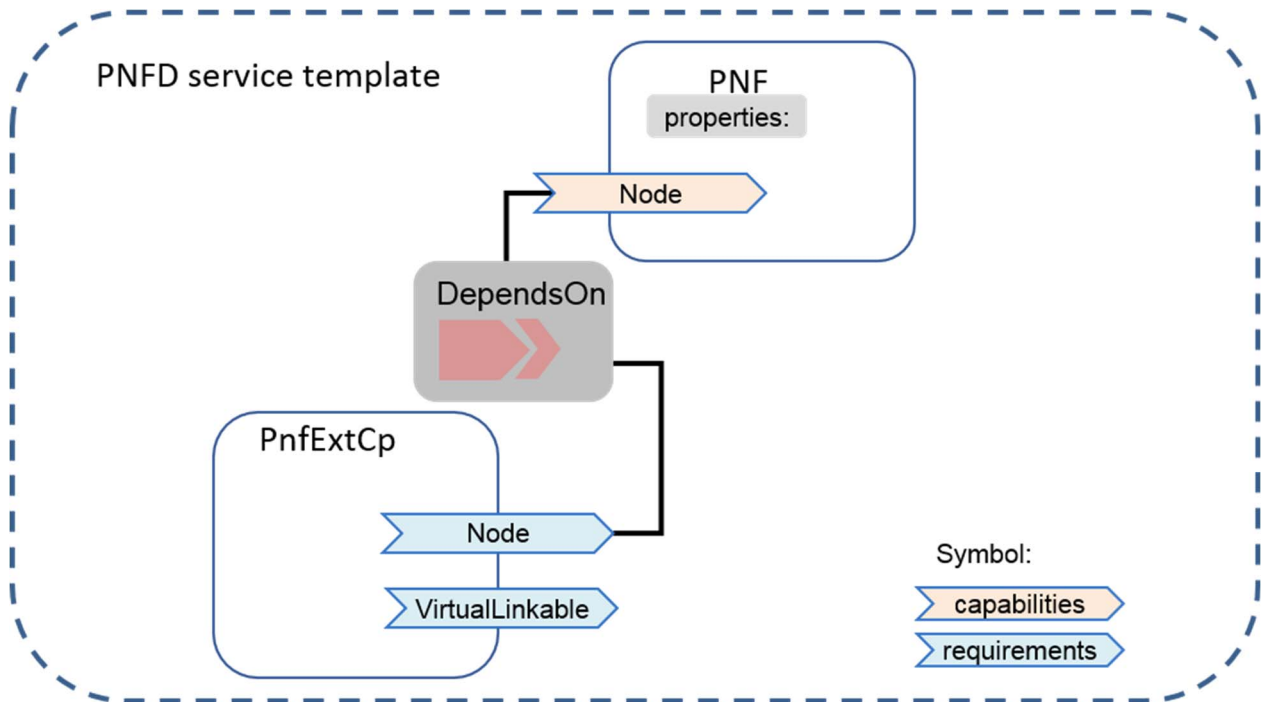 PNFD service template
PNF
properties:
Node
DependsOn
PnfExtCp
Node
VirtualLinkable
Symbol:
capabilities
requirements